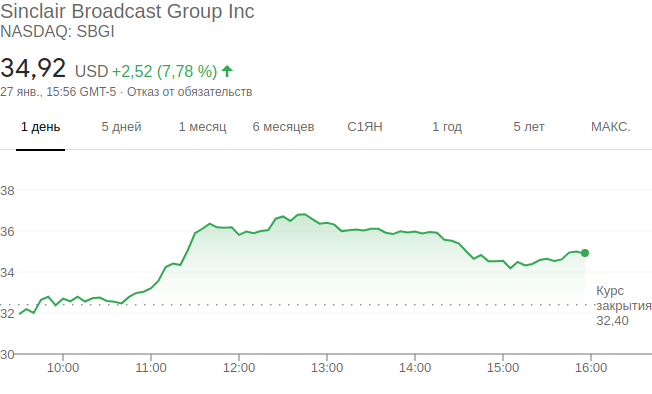 Sinclair Broadcast Group Inc
NASDAQ: SBGI
34,92 USD +2,52 (7,78 %)
27 янв., 15:56 GMT-5 · Отказ от обязательств
1 день 5 дней 1 месяц 6 месяцев С1ЯН 1 год 5 лет МАКС.
38
36
34
Курс
закрытия
32,40
32
30
10:00 11:00 12:00 13:00 14:00 15:00 16:00